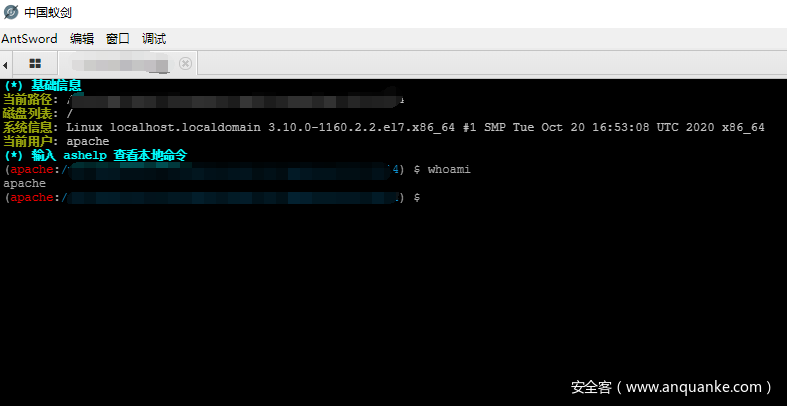 中国蚁剑
AntSword 编辑 窗口 调试
(*) 基础信息
当前路径: /
磁盘列表: /
系统信息: Linux localhost.localdomain 3.10.0-1160.2.2.el7.x86_64 #1 SMP Tue Oct 20 16:53:08 UTC 2020 x86_64
当前用户: apache
(*) 输入 ashelp 查看本地命令
(apache:/4) $ whoami
apache
(apache:/) $
安全客（www.anquanke.com）